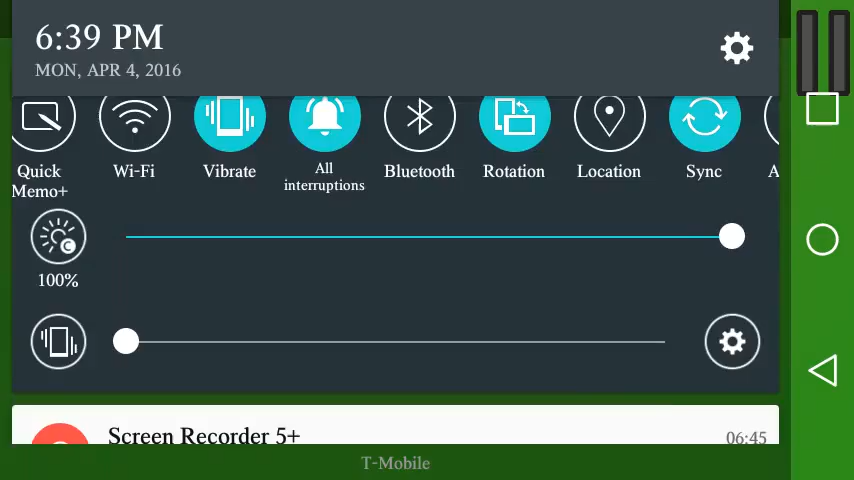 6:39 PM
MON, APR 4, 2016
Quick Memo+
Wi-Fi
Vibrate
All interruptions
Bluetooth
Rotation
Location
Sync
A
100%
Screen Recorder 5+
06:45
T-Mobile